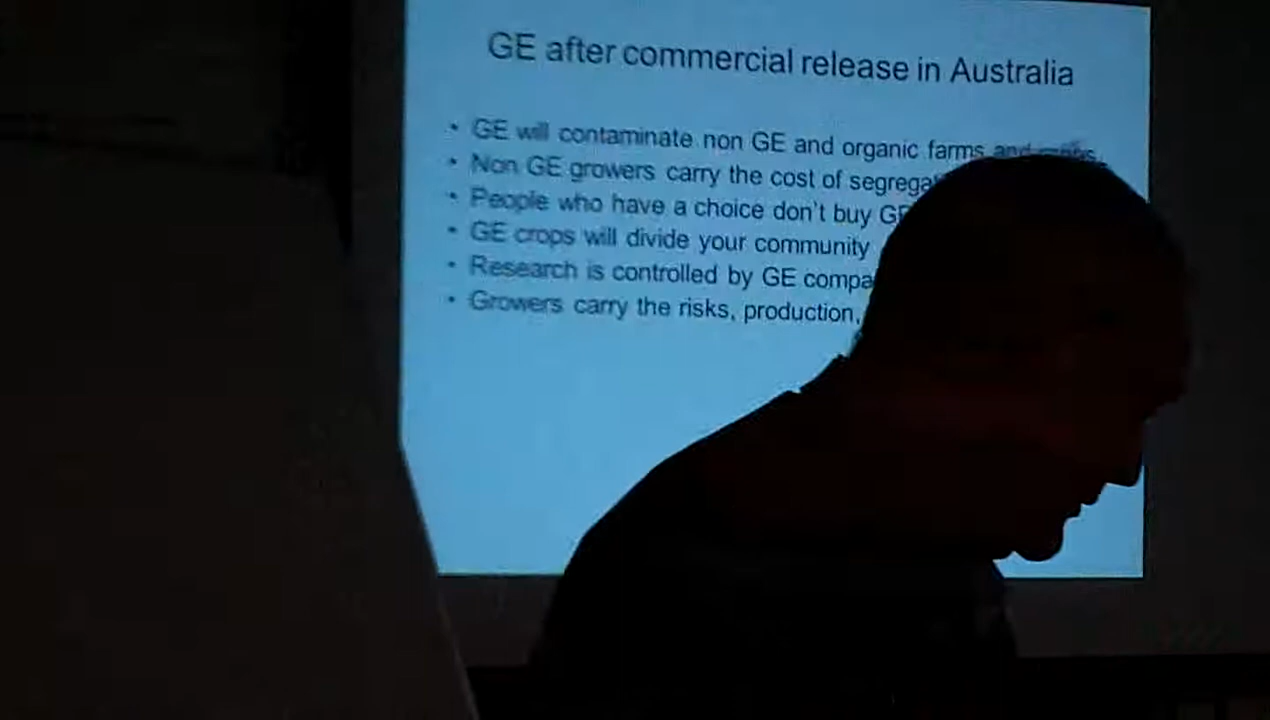 GE after commercial release in Australia
• GE will contaminate non GE and organic farms and
• Non GE growers carry the cost of
• People who have a choice don't buy
• GE crops will divide your community
• Research is controlled by GE
• Growers carry the risks, production,